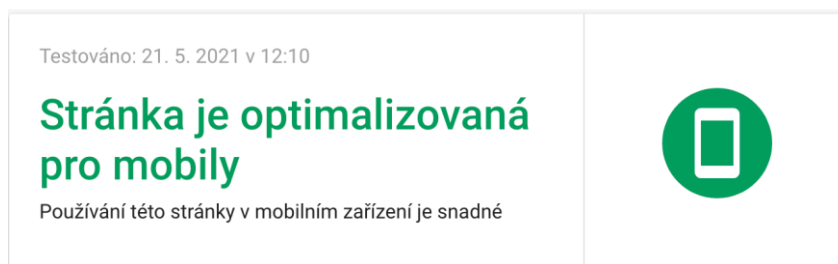 Testováno: 21. 5. 2021 v 12:10
Stránka je optimalizovaná
pro mobily
Používání této stránky v mobilním zařízení je snadné